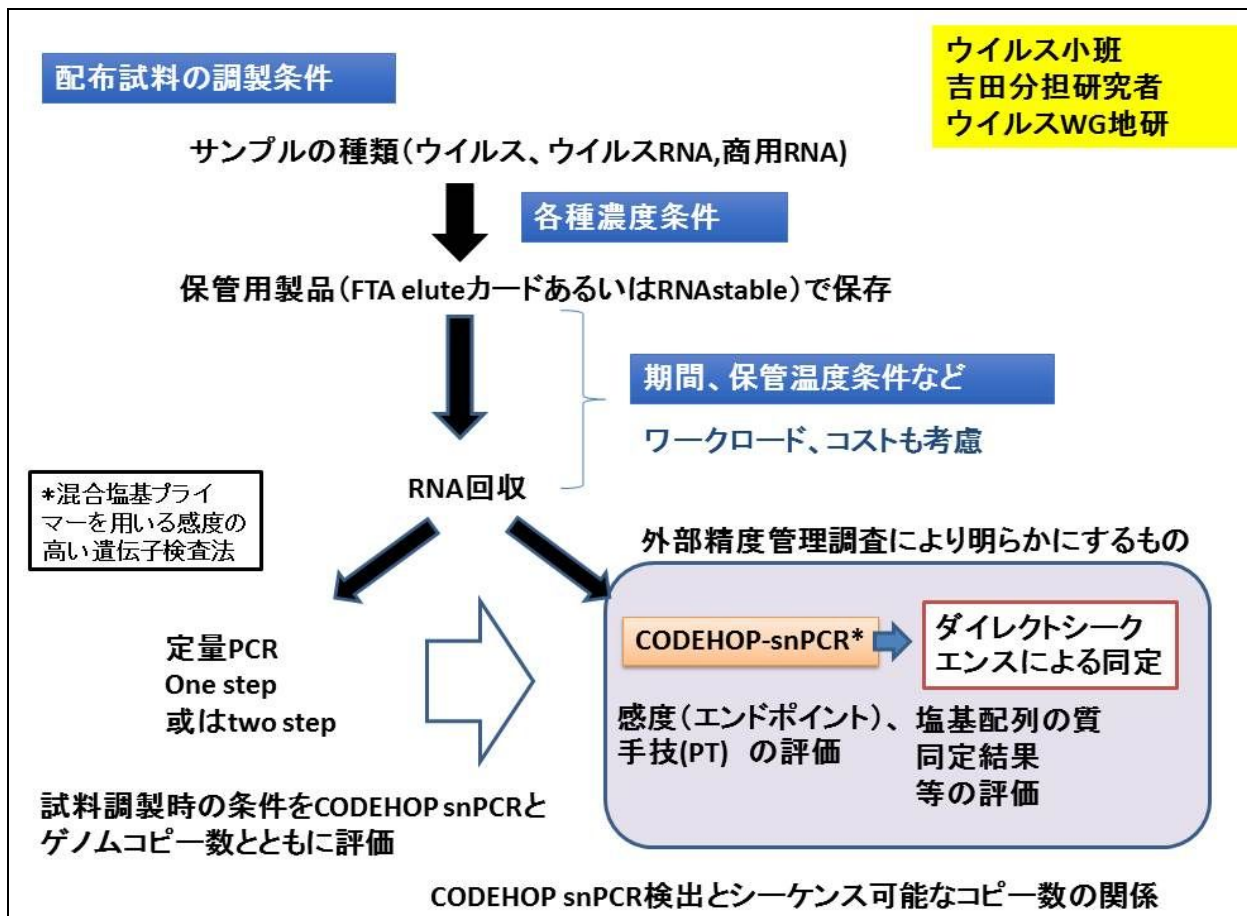 配布試料の調製条件
ウイルス小班
吉田分担研究者
ウイルスWG地研
サンプルの種類(ウイルス、ウイルスRNA,商用RNA)
各種濃度条件
保管用製品(FTA eluteカードあるいはRNAstable)で保存
期間、保管温度条件など
ワークロード、コストも考慮
RNA回収
*混合塩基プライ
マーを用いる感度の
高い遺伝子検査法
外部精度管理調査により明らかにするもの
CODEHOP-snPCR*
ダイレクトシーク
エンスによる同定
定量PCR
One step
或はtwo step
感度(エンドポイント)、
手技(PT) の評価
塩基配列の質
同定結果
等の評価
試料調製時の条件をCODEHOP snPCRと
ゲノムコピー数とともに評価
CODEHOP snPCR検出とシーケンス可能なコピー数の関係